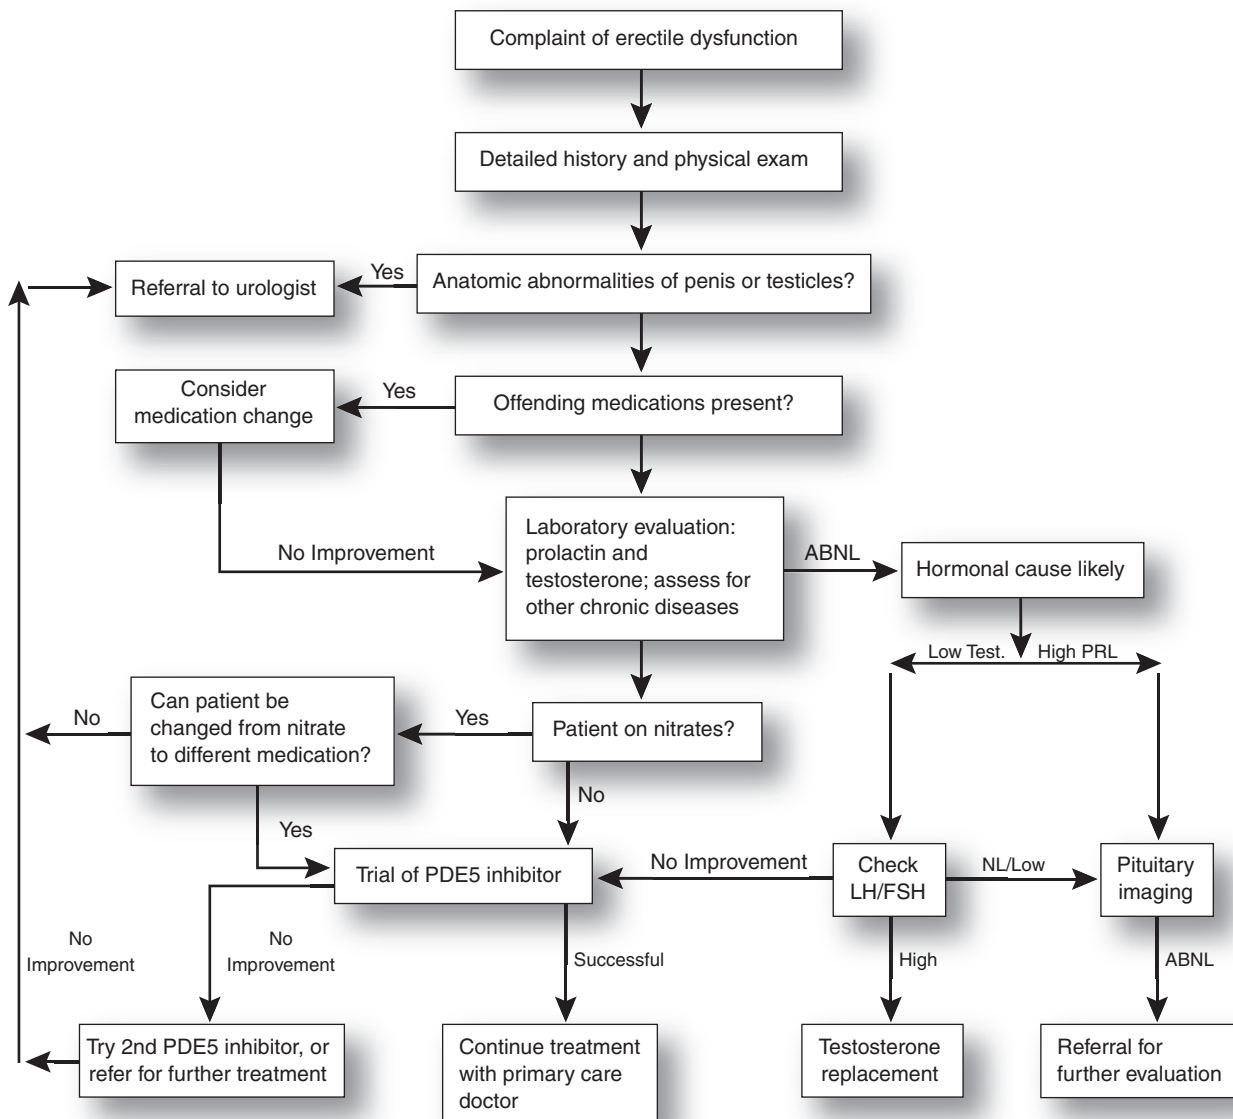 Complaint of erectile dysfunction
Detailed history and physical exam
Referral to urologist
Yes
Anatomic abnormalities of penis or testicles?
Consider
medication change
Yes
Offending medications present?
No Improvement
Laboratory evaluation:
prolactin and
testosterone; assess for
other chronic diseases
ABNL
Hormonal cause likely
Low Test.
High PRL
No
Can patient be
changed from nitrate
to different medication?
Yes
Patient on nitrates?
No
Yes
Trial of PDE5 inhibitor
No Improvement
Check
LH/FSH
NL/Low
Pituitary
imaging
No
Improvement
No
Improvement
Successful
High
ABNL
Try 2nd PDE5 inhibitor, or
refer for further treatment
Continue treatment
with primary care
doctor
Testosterone
replacement
Referral for
further evaluation